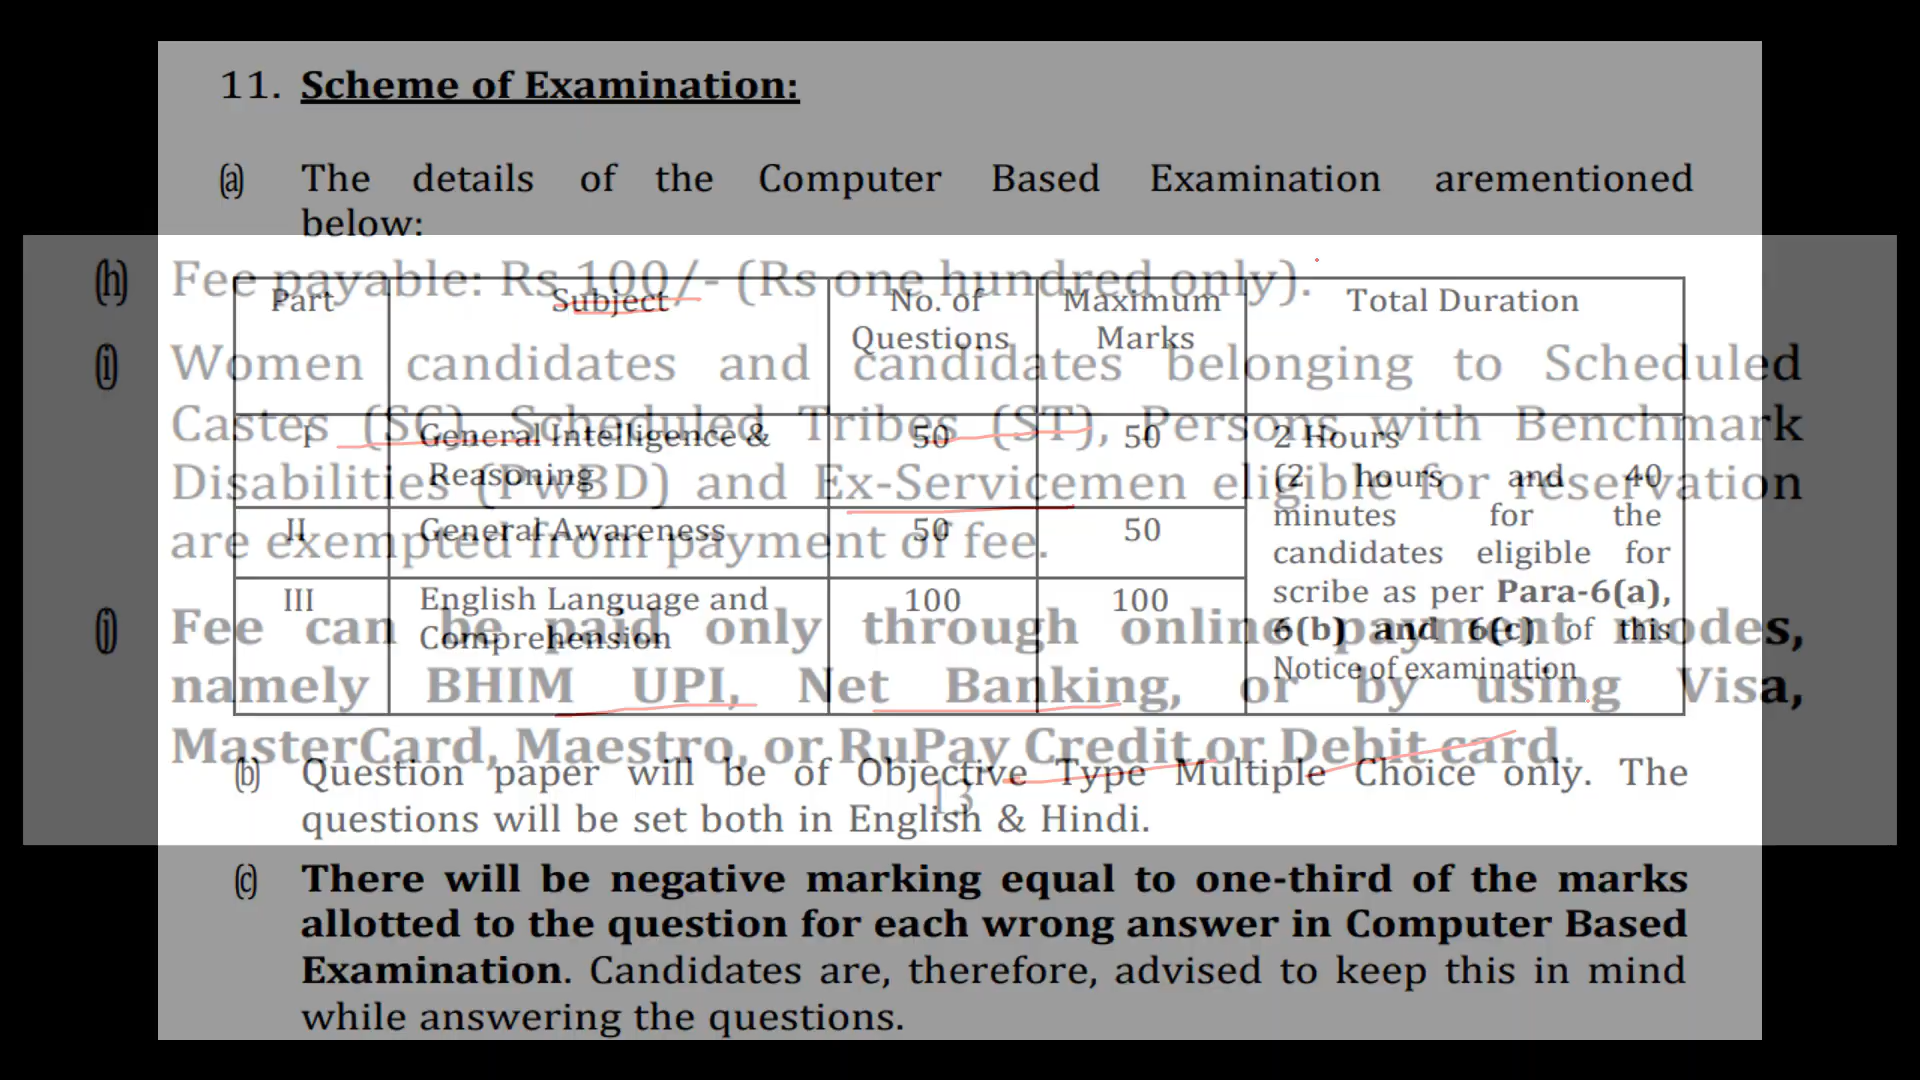 11. Scheme of Examination:
(a) The details of the Computer Based Examination arementioned
below:
Part Subject No. of Questions Maximum Marks Total Duration
I General Intelligence & Reasoning 50 50 2 Hours
(2 hours and 40
minutes for the
candidates eligible for
scribe as per Para-6(a),
6(b) and 6(c) of this
Notice of examination
II General Awareness 50 50
III English Language and Comprehension 100 100
(b) Question paper will be of Objective Type Multiple Choice only. The
questions will be set both in English & Hindi.
(c) There will be negative marking equal to one-third of the marks
allotted to the question for each wrong answer in Computer Based
Examination. Candidates are, therefore, advised to keep this in mind
while answering the questions.
(h) Fee payable: Rs 100/- (Rs one hundred only).
(i) Women candidates and candidates belonging to Scheduled
Castes (SC), Scheduled Tribes (ST), Persons with Benchmark
Disabilities (PwBD) and Ex-Servicemen eligible for reservation
are exempted from payment of fee.
(j) Fee can be paid only through online payment modes,
namely BHIM UPI, Net Banking, or by using Visa,
MasterCard, Maestro, or RuPay Credit or Debit card.
13